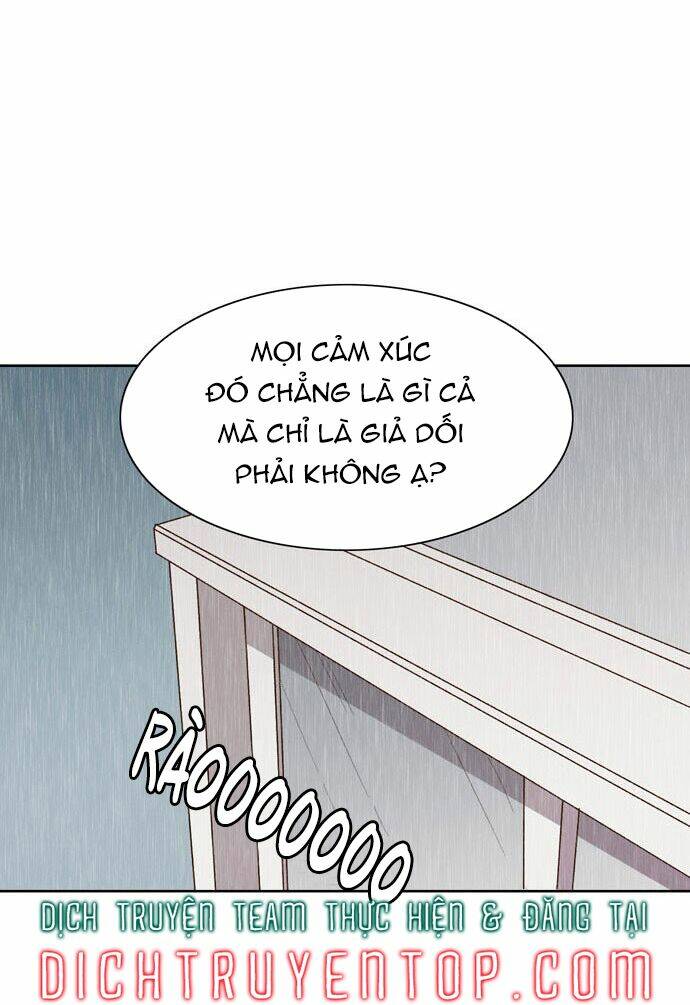 MỌI CẢM XÚC
ĐÓ CHẲNG LÀ GÌ CẢ
MÀ CHỈ LÀ GIẢ DỐI
PHẢI KHÔNG Ạ?
RÀOOOOOOOO
DỊCH TRUYỆN TEAM THỰC HIỆN & ĐĂNG TẠI
DICHTRUYENTOP.COM